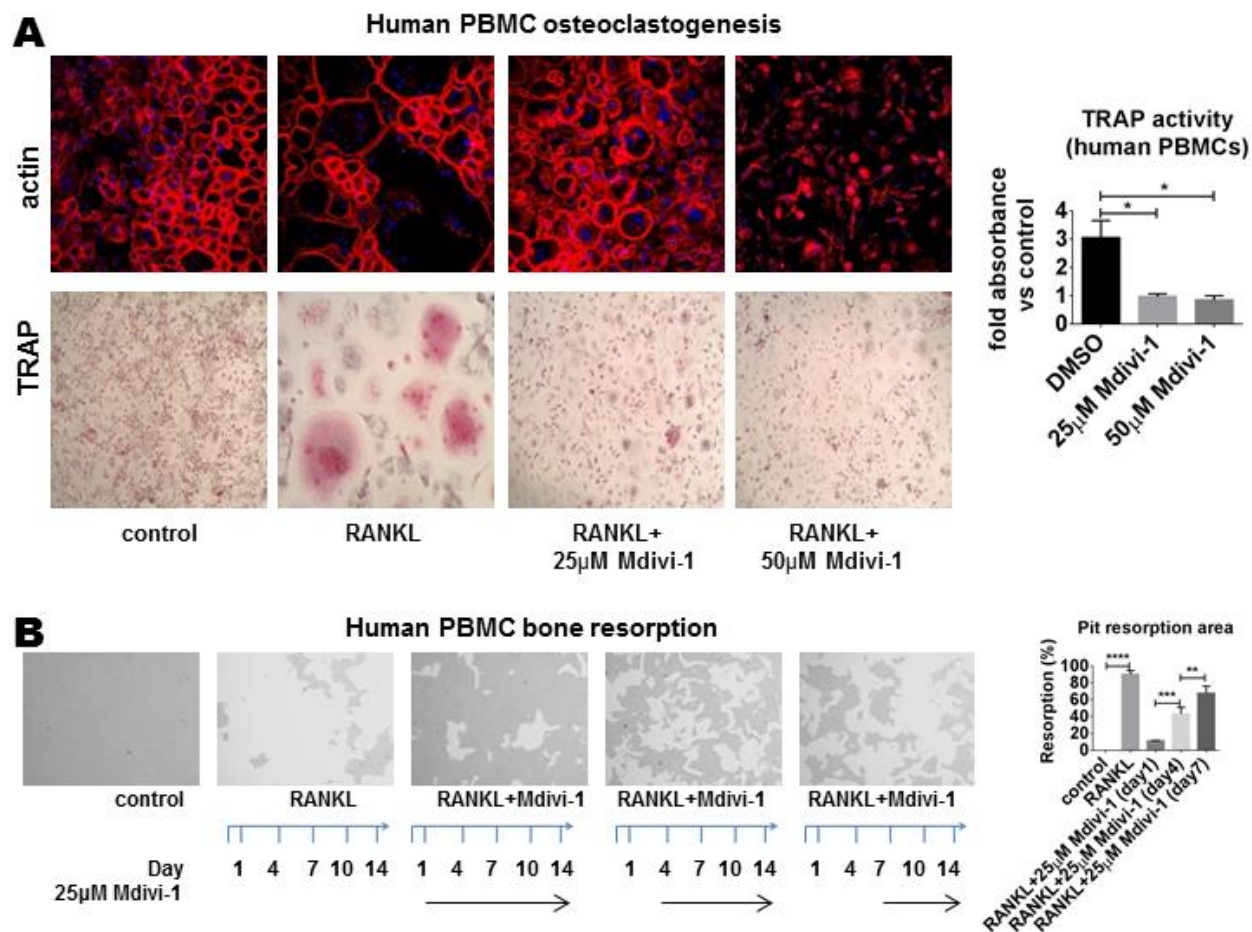 A
Human PBMC osteoclastogenesis
actin
TRAP
control
RANKL
RANKL+
25µM Mdivi-1
RANKL+
50µM Mdivi-1
TRAP activity
(human PBMCs)
fold absorbance
vs control
4
3
2
1
0
*
*
DMSO
25µM Mdivi-1
50µM Mdivi-1
B
Human PBMC bone resorption
control
RANKL
RANKL+Mdivi-1
RANKL+Mdivi-1
RANKL+Mdivi-1
Day
1 4 7 10 14
1 4 7 10 14
1 4 7 10 14
1 4 7 10 14
25µM Mdivi-1
Pit resorption area
Resorption (%)
100
80
60
40
20
0
****
***
**
control
RANKL
RANKL+25µM Mdivi-1 (day1)
RANKL+25µM Mdivi-1 (day4)
RANKL+25µM Mdivi-1 (day7)